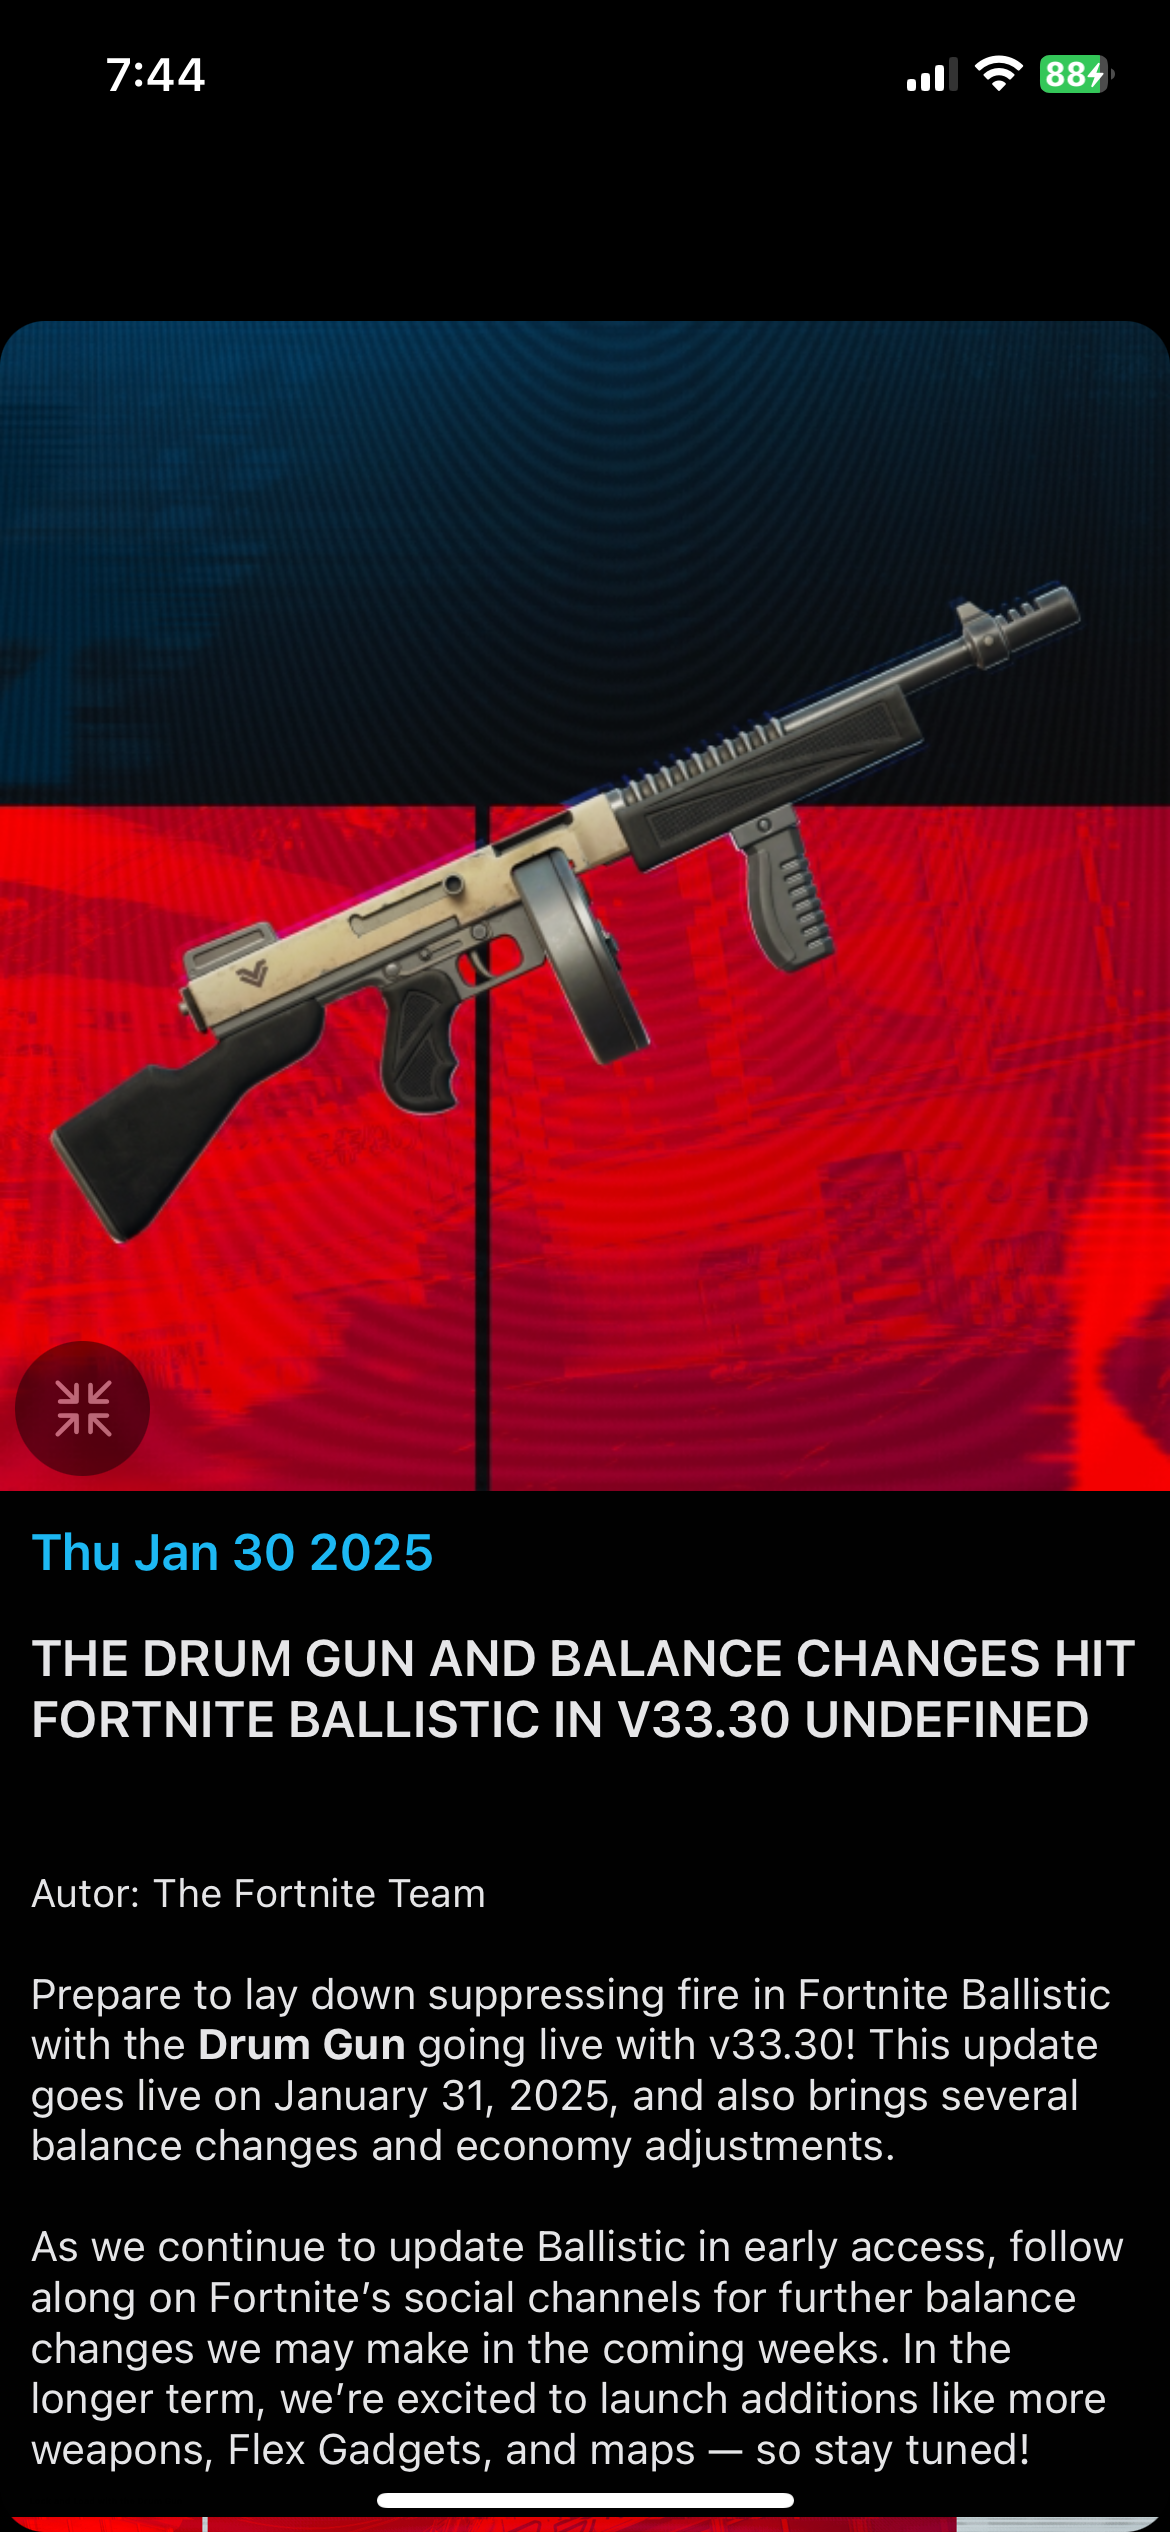 7:44
88
Thu Jan 30 2025
THE DRUM GUN AND BALANCE CHANGES HIT
FORTNITE BALLISTIC IN V33.30 UNDEFINED
Autor: The Fortnite Team
Prepare to lay down suppressing fire in Fortnite Ballistic
with the Drum Gun going live with v33.30! This update
goes live on January 31, 2025, and also brings several
balance changes and economy adjustments.
As we continue to update Ballistic in early access, follow
along on Fortnite’s social channels for further balance
changes we may make in the coming weeks. In the
longer term, we’re excited to launch additions like more
weapons, Flex Gadgets, and maps — so stay tuned!